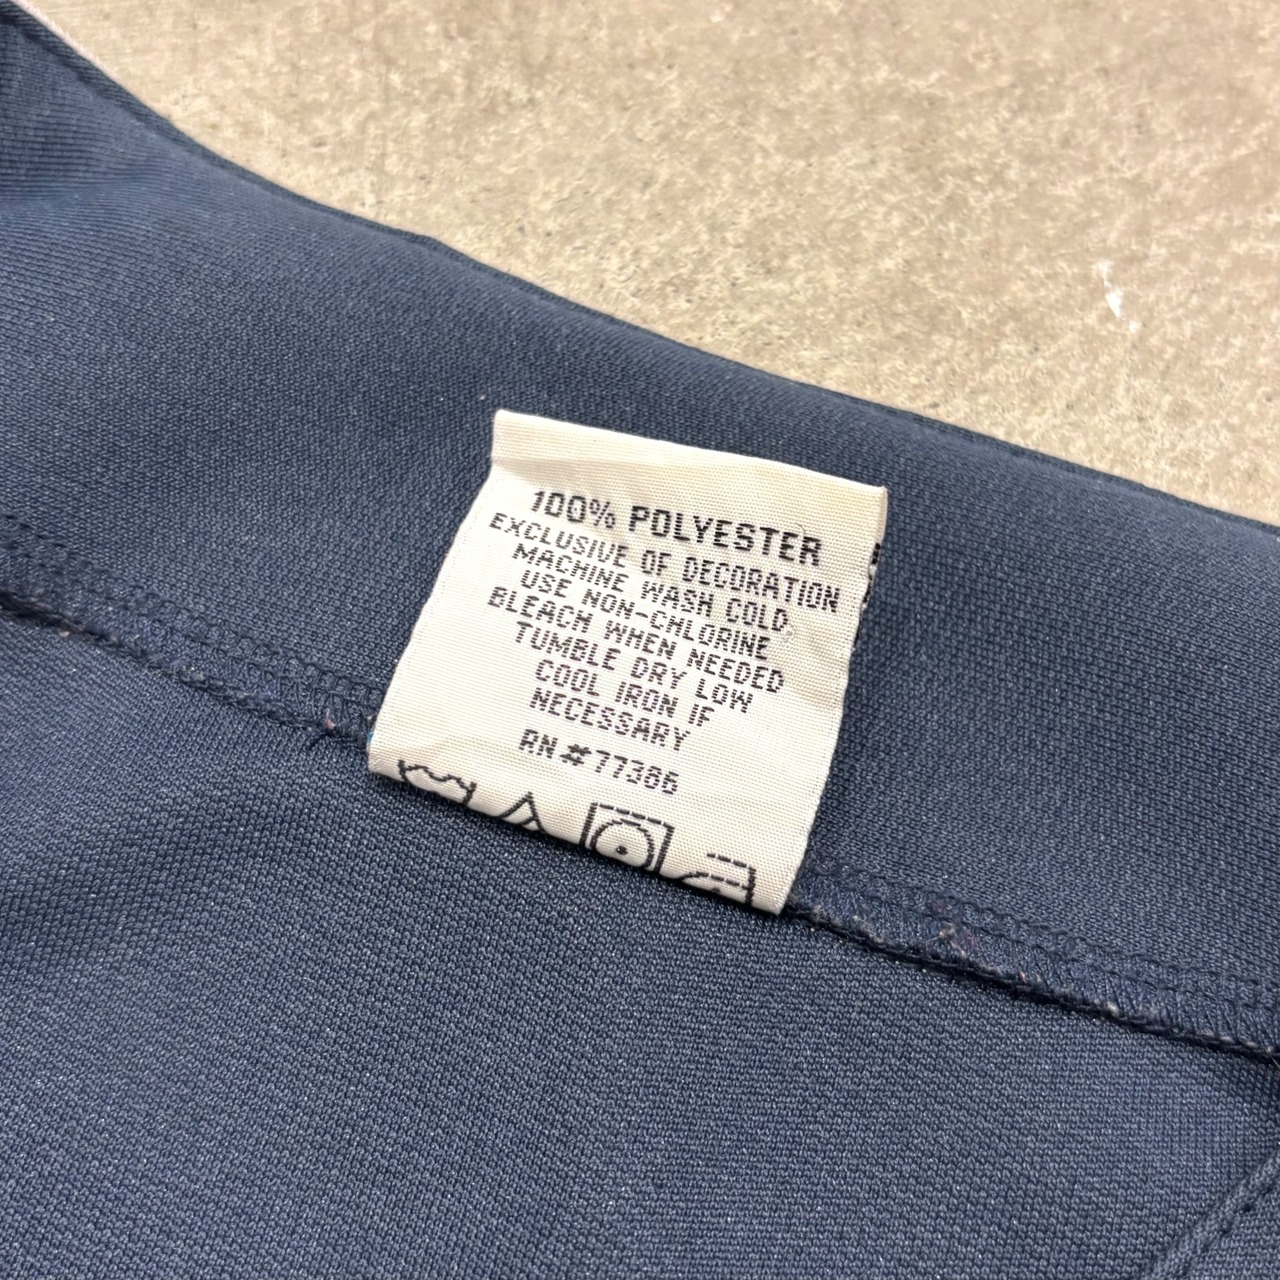 100% POLYESTER
EXCLUSIVE OF DECORATION
MACHINE WASH COLD
USE NON-CHLORINE
BLEACH WHEN NEEDED
TUMBLE DRY LOW
COOL IRON IF
NECESSARY
RN #77386